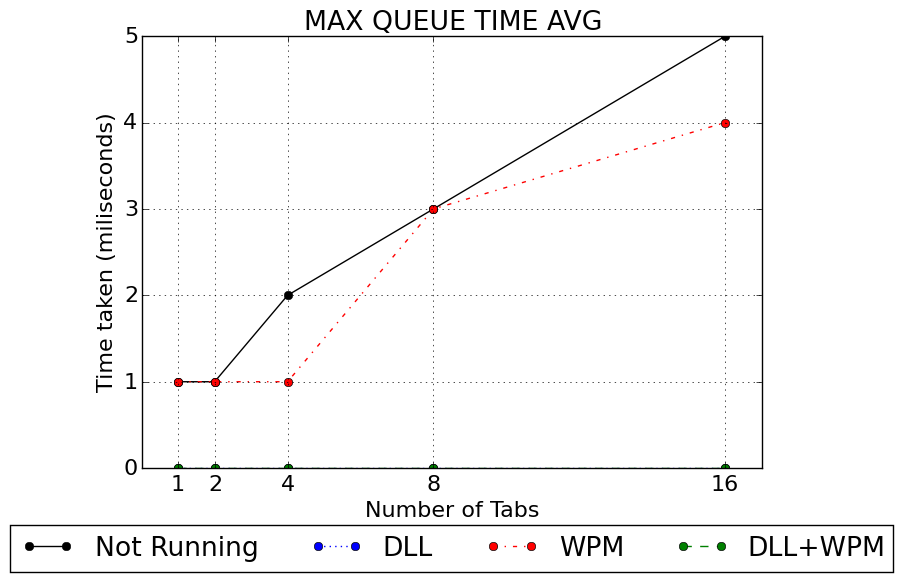 MAX QUEUE TIME AVG
5
4
3
2
1
0
Time taken (miliseconds)
1 2 4 8 16
Number of Tabs
Not Running DLL WPM DLL+WPM